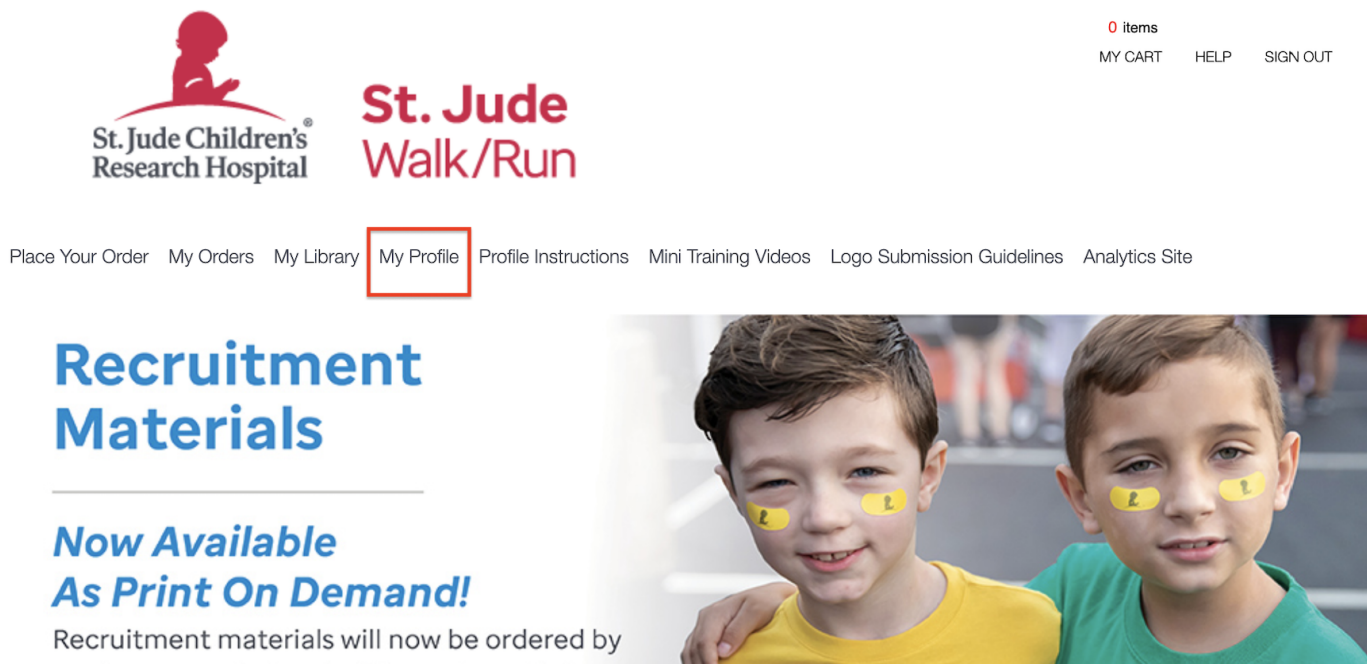 0 items
MY CART HELP SIGN OUT
St. Jude Children's®
Research Hospital
St. Jude
Walk/Run
Place Your Order My Orders My Library My Profile Profile Instructions Mini Training Videos Logo Submission Guidelines Analytics Site
Recruitment
Materials
Now Available
As Print On Demand!
Recruitment materials will now be ordered by